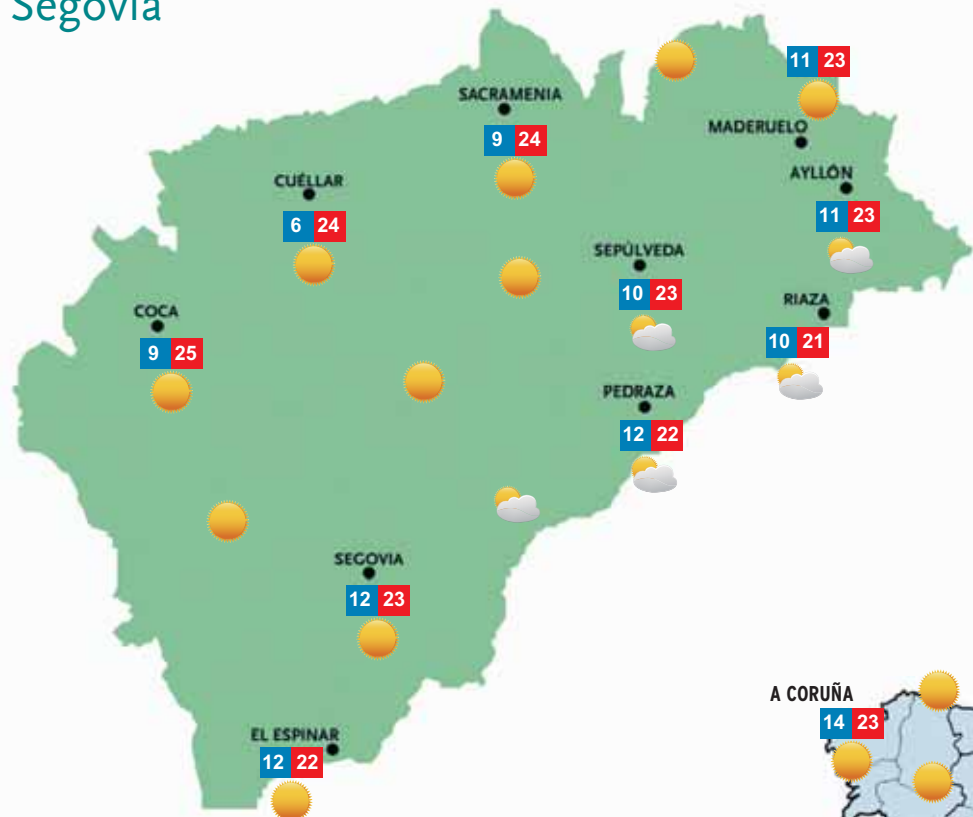 Segovia
11 23
SACRAMENIA
9 24
MADERUELO
CUÉLLAR
6 24
AYLLÓN
11 23
SEPÚLVEDA
10 23
RIAZA
10 21
COCA
9 25
PEDRAZA
12 22
SEGOVIA
12 23
A CORUÑA
14 23
EL ESPINAR
12 22